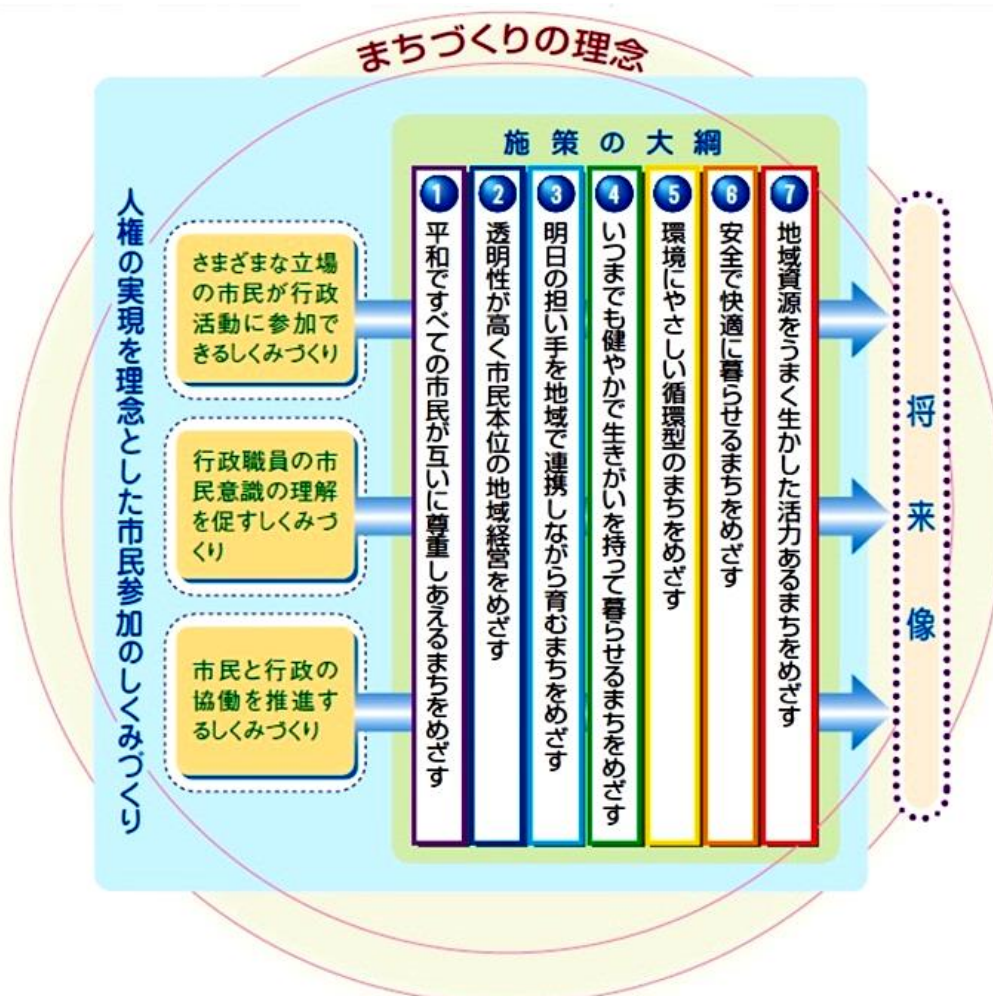 まちづくりの理念
人権の実現を理念とした市民参加のしくみづくり
さまざまな立場
の市民が行政
活動に参加で
きるしくみづくり
行政職員の市
民意識の理解
を促すしくみづ
くり
市民と行政の
協働を推進す
るしくみづくり
施策の大綱
1 平和ですべての市民が互いに尊重しあえるまちをめざす
2 透明性が高く市民本位の地域経営をめざす
3 明日の担い手を地域で連携しながら育むまちをめざす
4 いつまでも健やかで生きがいを持って暮らせるまちをめざす
5 環境にやさしい循環型のまちをめざす
6 安全で快適に暮らせるまちをめざす
7 地域資源をうまく生かした活力あるまちをめざす
将来像